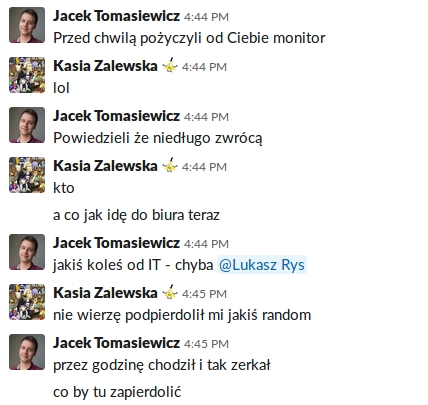 Jacek Tomasiewicz 4:44 PM
Przed chwilą pożyczyli od Ciebie monitor
Kasia Zalewska 4:44 PM
lol
Jacek Tomasiewicz 4:44 PM
Powiedzieli że niedługo zwrócą
Kasia Zalewska 4:44 PM
kto
a co jak idę do biura teraz
Jacek Tomasiewicz 4:44 PM
jakiś koleś od IT - chyba @Lukasz Rys
Kasia Zalewska 4:45 PM
nie wierzę podpierdolił mi jakiś random
Jacek Tomasiewicz 4:45 PM
przez godzinę chodził i tak zerkał
co by tu zapierdolić